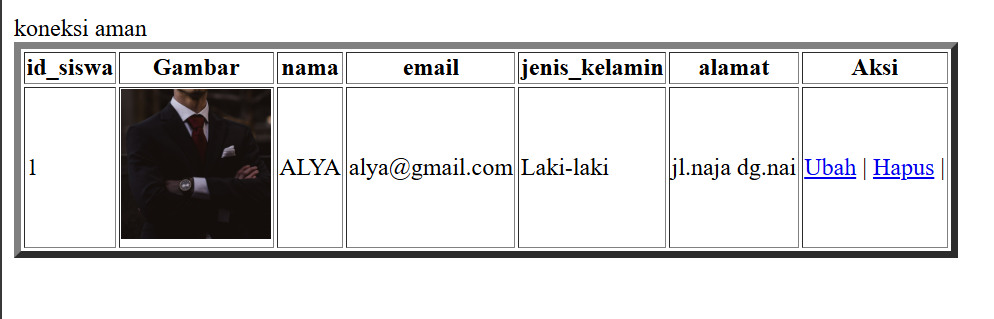 koneksi aman
id_siswa Gambar nama email jenis_kelamin alamat Aksi
1 ALYA alya@gmail.com Laki-laki jl.naja dg.nai Ubah | Hapus |